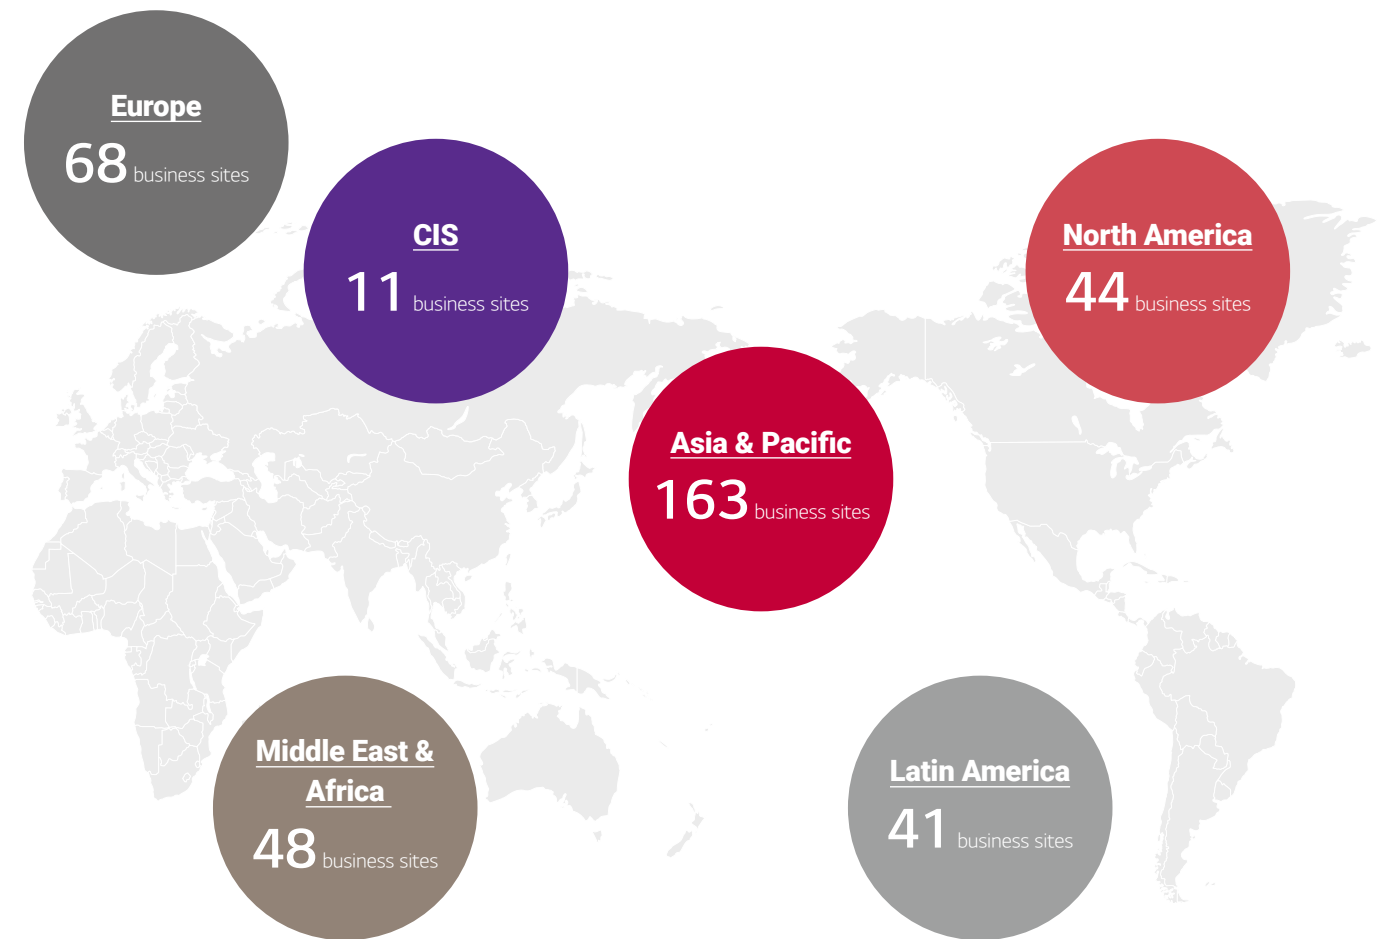 Europe
68 business sites
CIS
11 business sites
North America
44 business sites
Asia & Pacific
163 business sites
Middle East &
Africa
48 business sites
Latin America
41 business sites